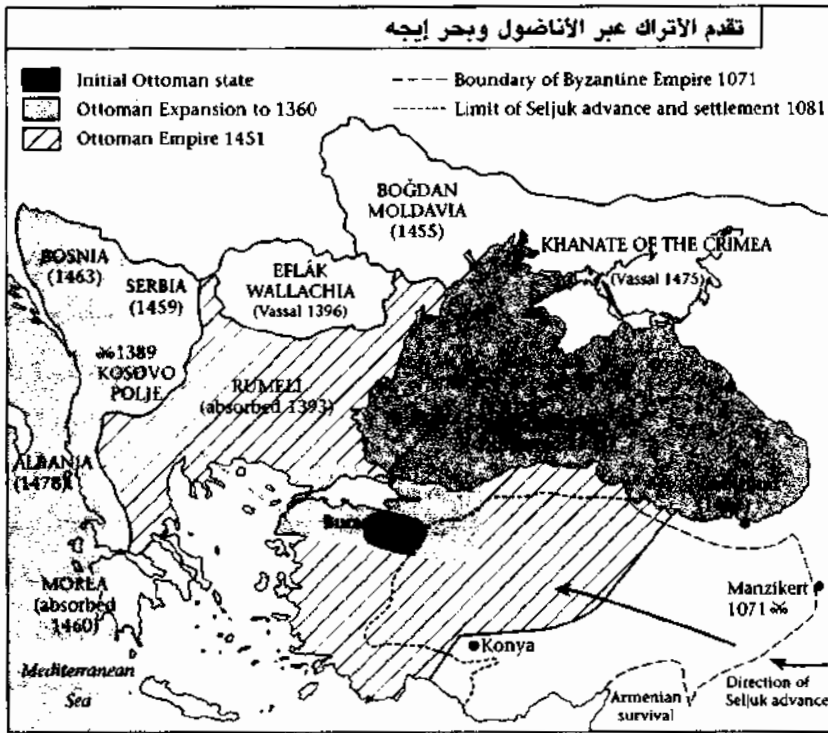 تقدم الأتراك عبر الأناضول وبحر إيجه
Initial Ottoman state
Ottoman Expansion to 1360
Ottoman Empire 1451
Boundary of Byzantine Empire 1071
Limit of Seljuk advance and settlement 1081
BOĞDAN
MOLDAVIA
(1455)
KHANATE OF THE CRIMEA
(Vassal 1475)
BOSNIA
(1463)
SERBIA
(1459)
EFLÁK
WALLACHIA
(Vassal 1396)
1389
KOSOVO
POLJE
RUMELI
(absorbed 1393)
ALBANIA
(1478)
MOREA
(absorbed
1460)
Manzikert
1071
Konya
Mediterranean
Sea
Armenian
survival
Direction of
Seljuk advance